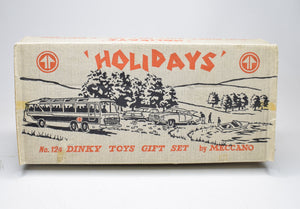 'HOLIDAYS'
No. 124 DINKY TOYS GIFT SET by MECCANO